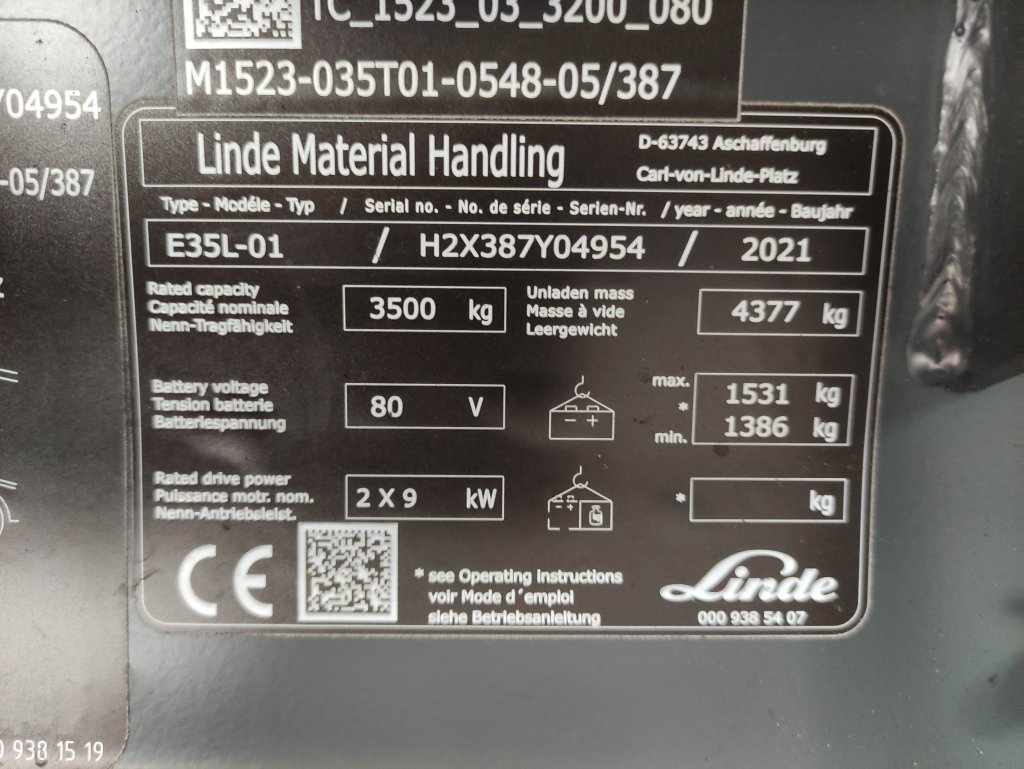 TC_1523_03_3200_080
M1523-035T01-0548-05/387
Y04954
-05/387
Linde Material Handling
D-63743 Aschaffenburg
Carl-von-Linde-Platz
Type - Modéle - Typ / Serial no. - No. de série - Serien-Nr. / year - année - Baujahr
E35L-01 / H2X387Y04954 / 2021
Rated capacity
Capacité nominale
Nenn-Tragfähigkeit
3500 kg
Unladen mass
Masse à vide
Leergewicht
4377 kg
Battery voltage
Tension batterie
Batteriespannung
80 V
max. 1531 kg
*
min. 1386 kg
Rated drive power
Puissance motr. nom.
Nenn-Antriebsleist.
2 X 9 kW
kg
* kg
CE
* see Operating instructions
voir Mode d´emploi
siehe Betriebsanleitung
Linde
000 938 54 07
938 15 19